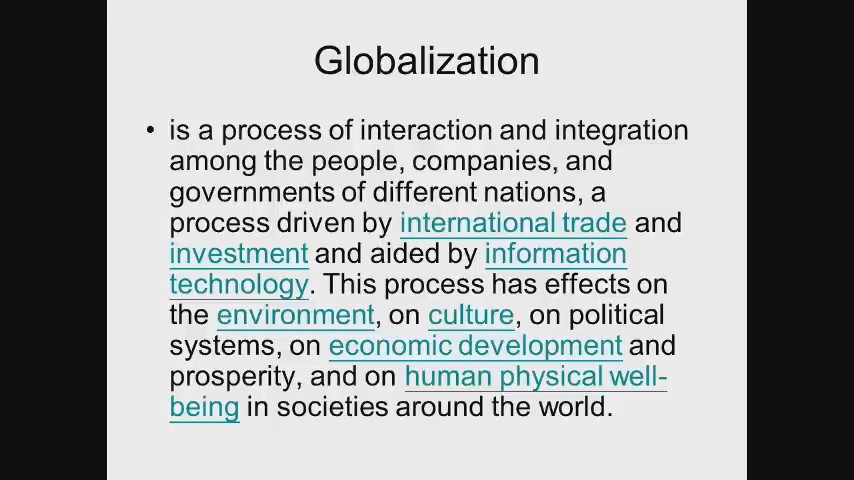 Globalization
• is a process of interaction and integration
among the people, companies, and
governments of different nations, a
process driven by international trade and
investment and aided by information
technology. This process has effects on
the environment, on culture, on political
systems, on economic development and
prosperity, and on human physical well-
being in societies around the world.